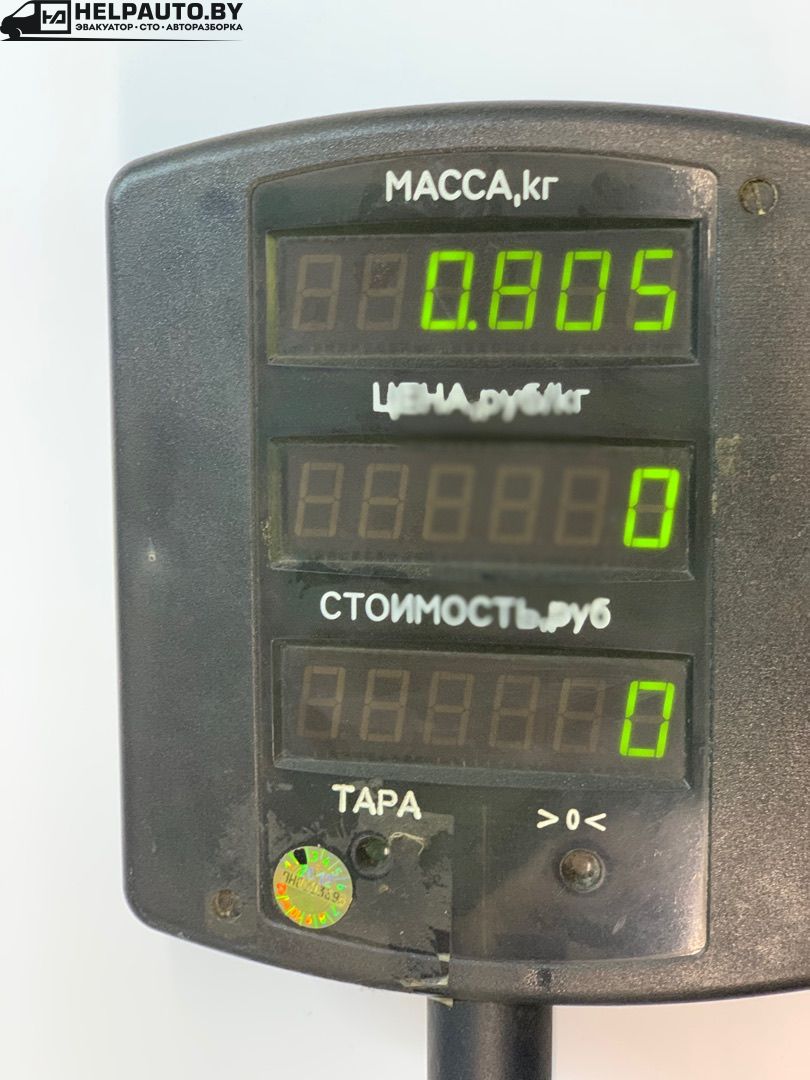 HELPAUTO.BY
ЭВАКУАТОР • СТО • АВТОРАЗБОРКА
МАССА,кг
0.805
ЦЕНА,руб/кг
0
СТОИМОСТЬ,руб
0
ТАРА >0<